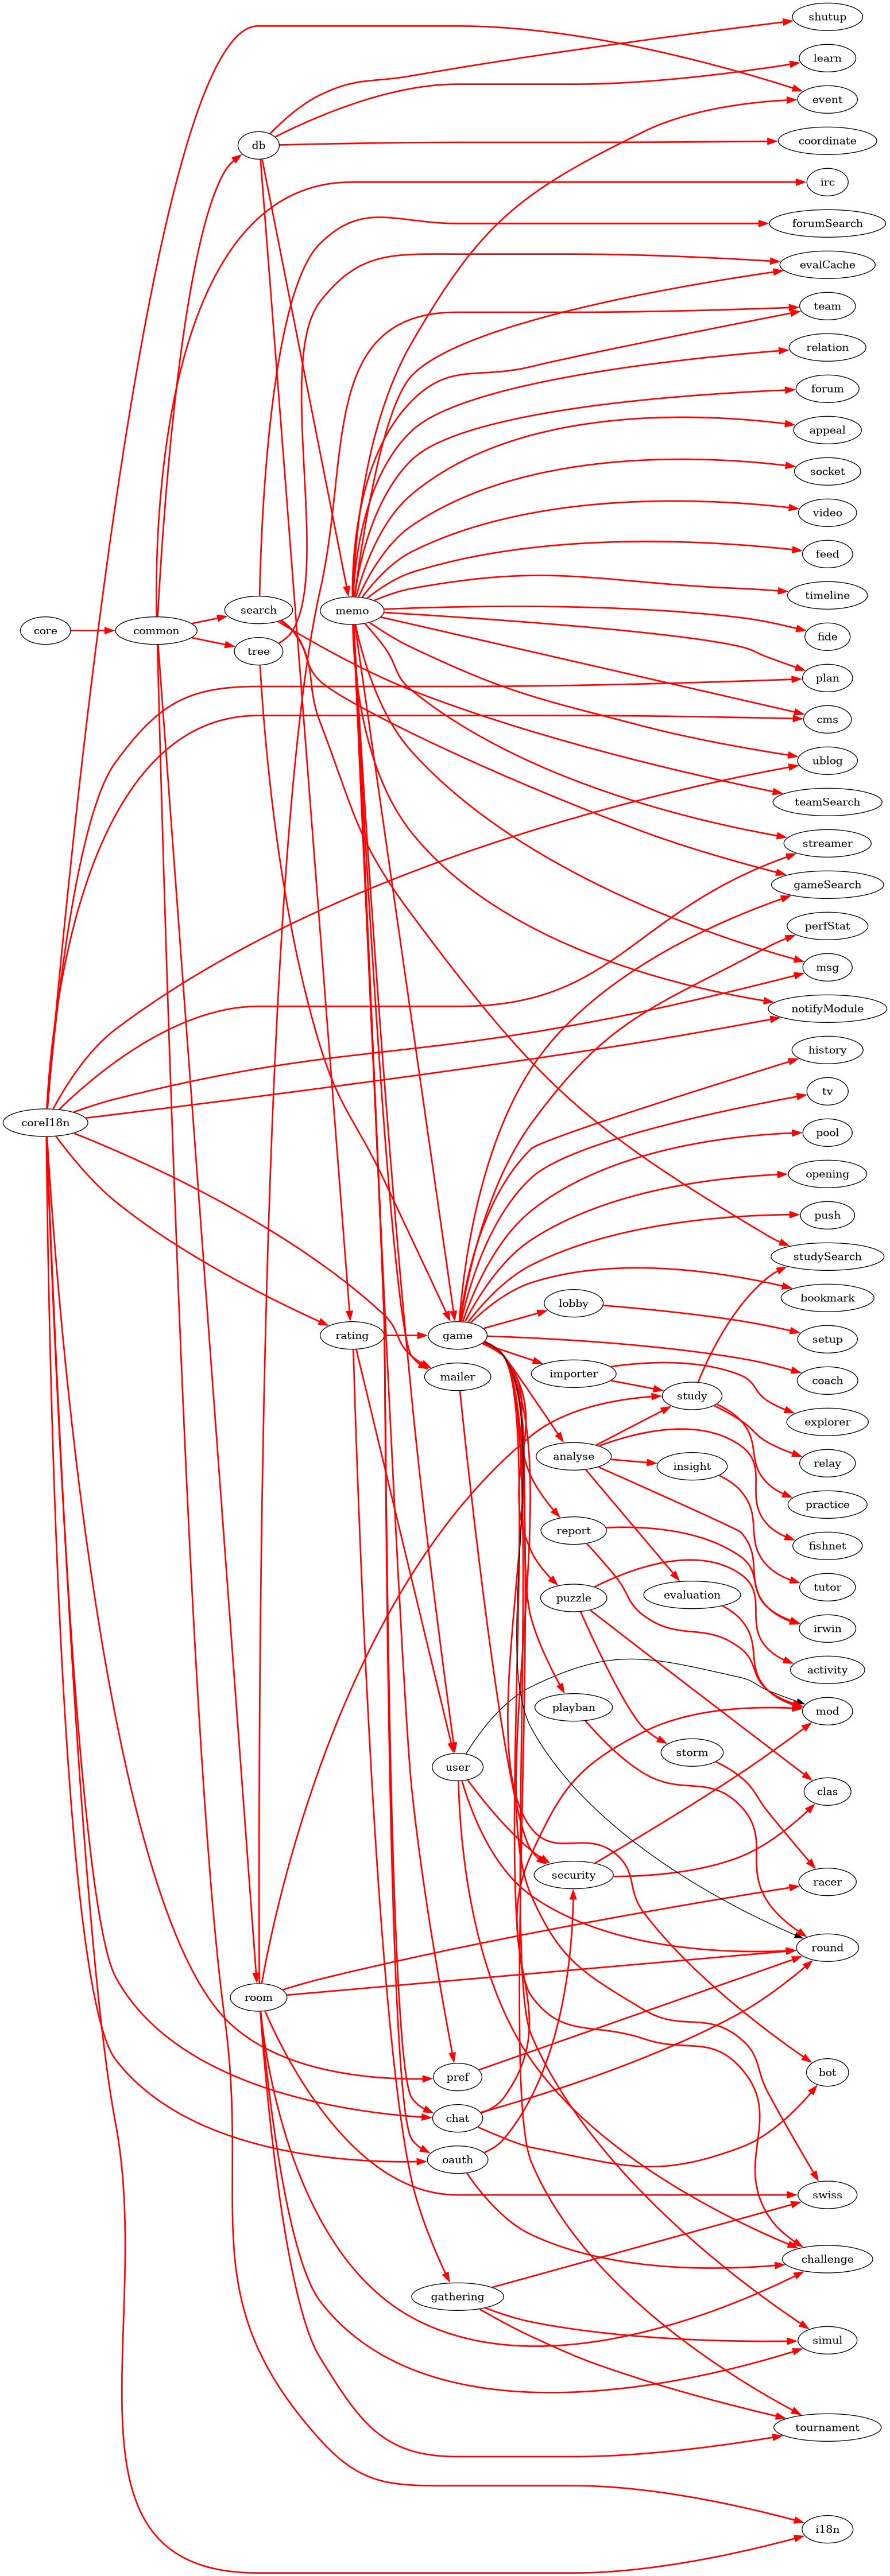 shutup
learn
event
db
coordinate
irc
forumSearch
evalCache
team
relation
forum
appeal
socket
video
feed
timeline
search
memo
core
common
fide
tree
plan
cms
ublog
teamSearch
streamer
gameSearch
perfStat
msg
notifyModule
history
tv
coreI18n
pool
opening
push
studySearch
bookmark
lobby
rating
game
setup
importer
mailer
coach
study
explorer
analyse
insight
relay
practice
report
fishnet
tutor
puzzle
evaluation
irwin
activity
playban
mod
storm
user
clas
security
racer
round
room
bot
pref
chat
oauth
swiss
challenge
gathering
simul
tournament
i18n